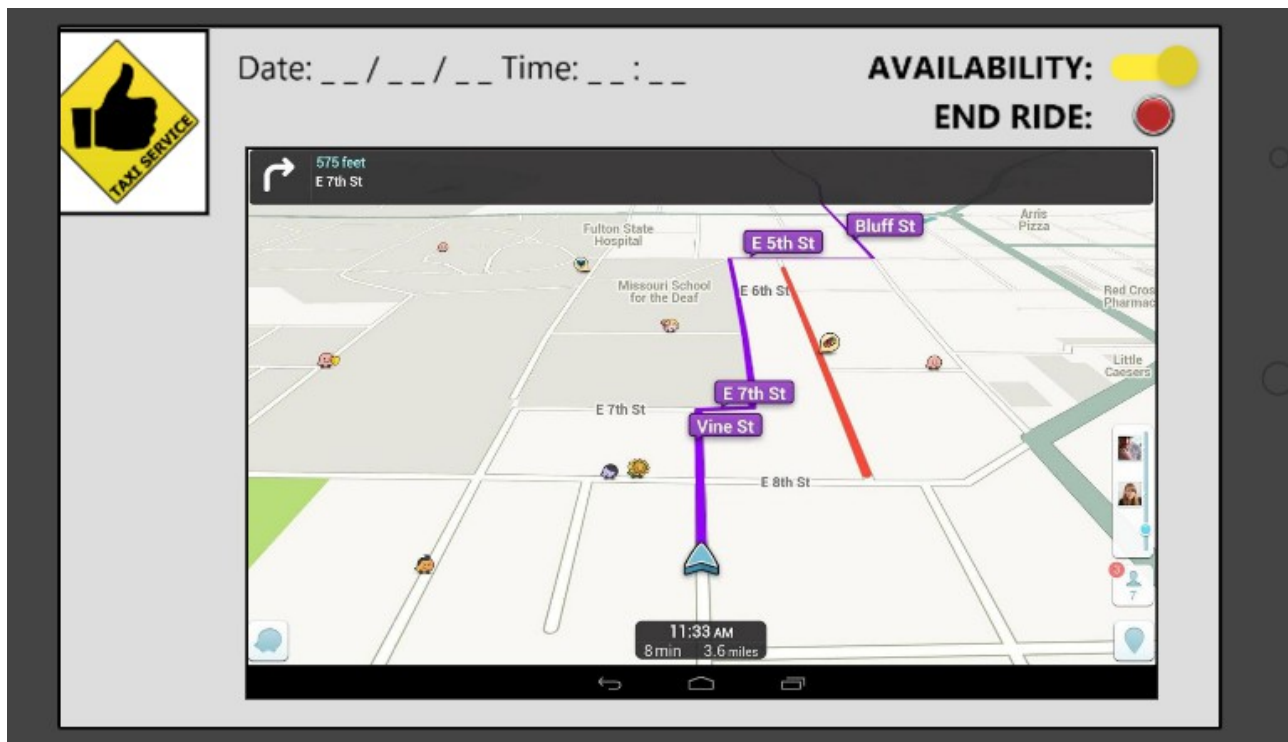 TAXI SERVICE
Date: _ _ / _ _ / _ _ Time: _ _ : _ _
AVAILABILITY:
END RIDE:
575 feet
E 7th St
Fulton State
Hospital
Arris
Pizza
Bluff St
E 5th St
Missouri School
for the Deaf
E 6th St
Red Cros
Pharmac
Little
Caesers
E 7th St
E 7th St
Vine St
E 8th St
3
7
11:33 AM
8 min 3.6 miles